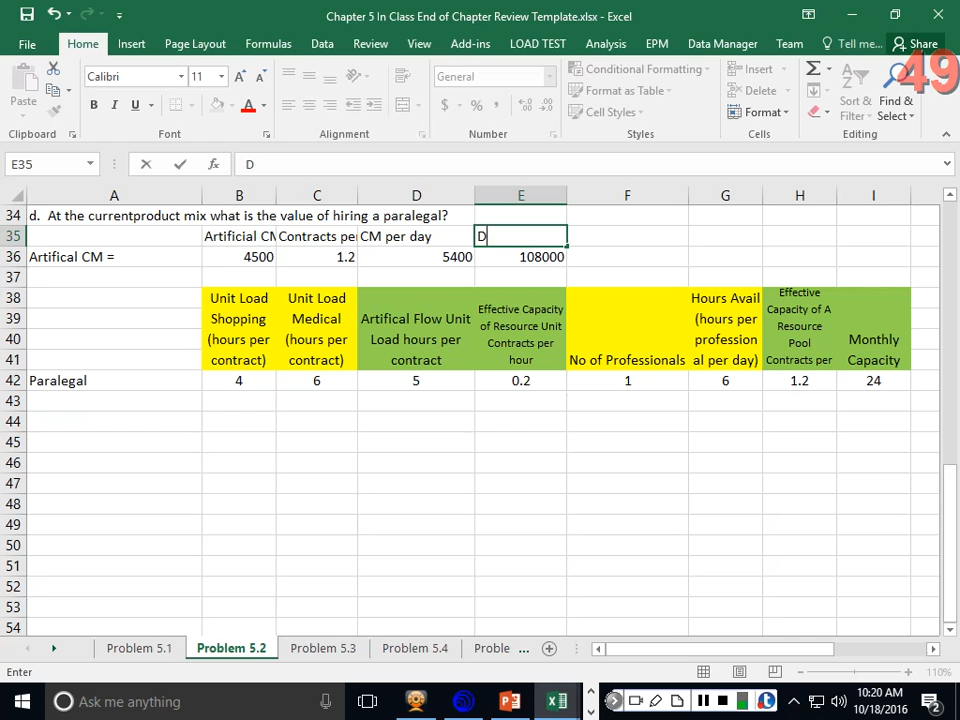 Chapter 5 In Class End of Chapter Review Template.xlsx - Excel
File Home Insert Page Layout Formulas Data Review View Add-ins LOAD TEST Analysis EPM Data Manager Team Tell me... Share
49
Paste
Calibri 11
B I U
General
$ % ,
Conditional Formatting
Format as Table
Cell Styles
Insert
Delete
Format
Sort & Filter
Find & Select
Clipboard Font Alignment Number Styles Cells Editing
E35 fx D
A B C D E F G H I
34 d. At the currentproduct mix what is the value of hiring a paralegal?
35 Artificial CM Contracts per CM per day D
36 Artifical CM = 4500 1.2 5400 108000
37
38
39
40
41
Unit Load Shopping (hours per contract)
Unit Load Medical (hours per contract)
Artifical Flow Unit Load hours per contract
Effective Capacity of Resource Unit Contracts per hour
No of Professionals
Hours Avail (hours per profession al per day)
Effective Capacity of A Resource Pool Contracts per
Monthly Capacity
42 Paralegal 4 6 5 0.2 1 6 1.2 24
43
44
45
46
47
48
49
50
51
52
53
54
Problem 5.1 Problem 5.2 Problem 5.3 Problem 5.4 Proble ...
Enter 110%
Ask me anything
10:20 AM
10/18/2016
2